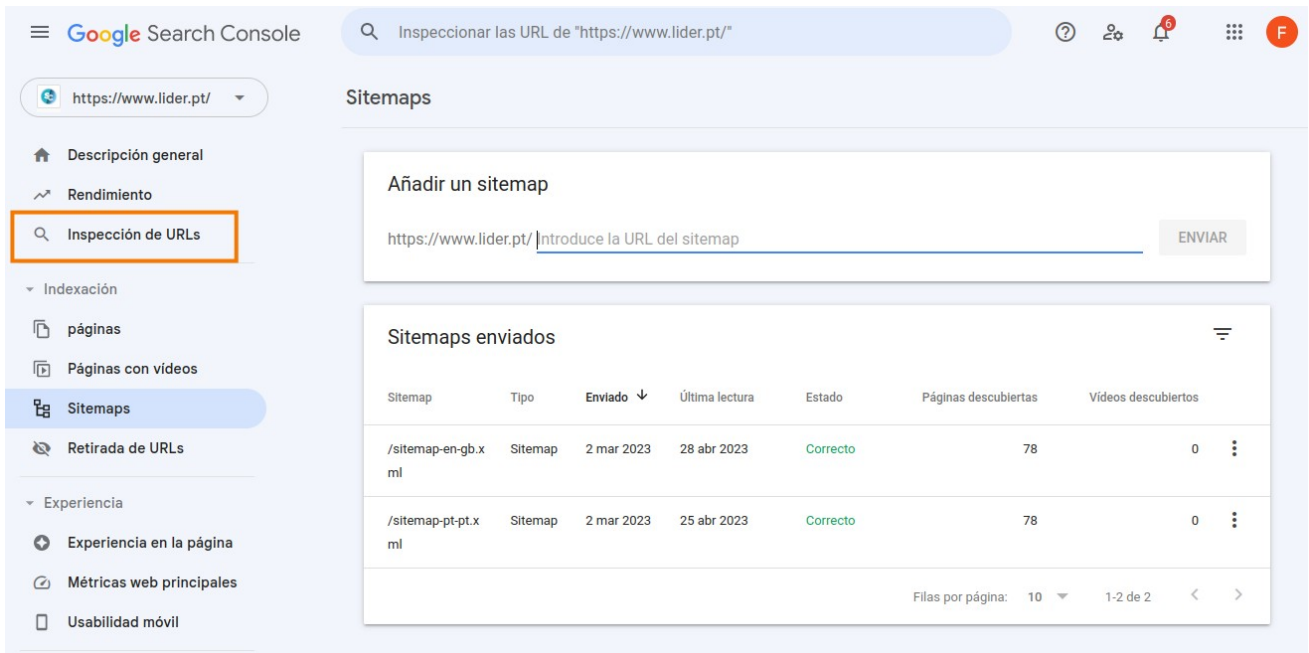 Google Search Console
Inspeccionar las URL de "https://www.lider.pt/"
6
F
https://www.lider.pt/
Sitemaps
Descripción general
Rendimiento
Inspección de URLs
Indexación
páginas
Páginas con vídeos
Sitemaps
Retirada de URLs
Experiencia
Experiencia en la página
Métricas web principales
Usabilidad móvil
Añadir un sitemap
https://www.lider.pt/ Introduce la URL del sitemap
ENVIAR
Sitemaps enviados
Sitemap Tipo Enviado Última lectura Estado Páginas descubiertas Vídeos descubiertos
/sitemap-en-gb.x Sitemap 2 mar 2023 28 abr 2023 Correcto 78 0
ml
/sitemap-pt-pt.x Sitemap 2 mar 2023 25 abr 2023 Correcto 78 0
ml
Filas por página: 10 1-2 de 2